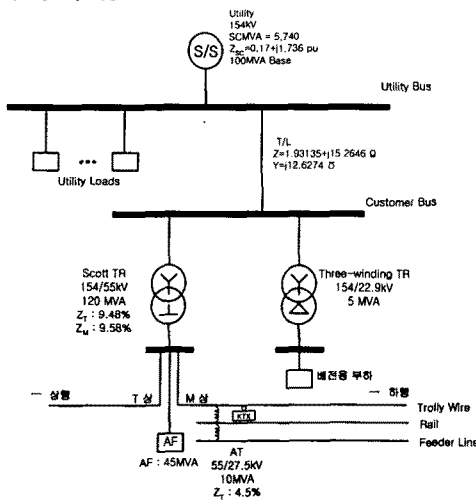 Utility
154kV
SCMVA = 5,740
Zsc=0.17+j1.736 pu
100MVA Base
S/S
Utility Bus
T/L
Z=1.93135+j15.2646 Ω
Y=j12.6274 ℧
Utility Loads
Customer Bus
Scott TR
154/55kV
120 MVA
ZT : 9.48%
ZM : 9.58%
Three-winding TR
154/22.9kV
5 MVA
배전용 부하
— 상행
T 상
M 상
— 하행
Trolly Wire
KTX
Rail
Feeder Line
AF
AF : 45MVA
AT
55/27.5kV
10MVA
ZT : 4.5%